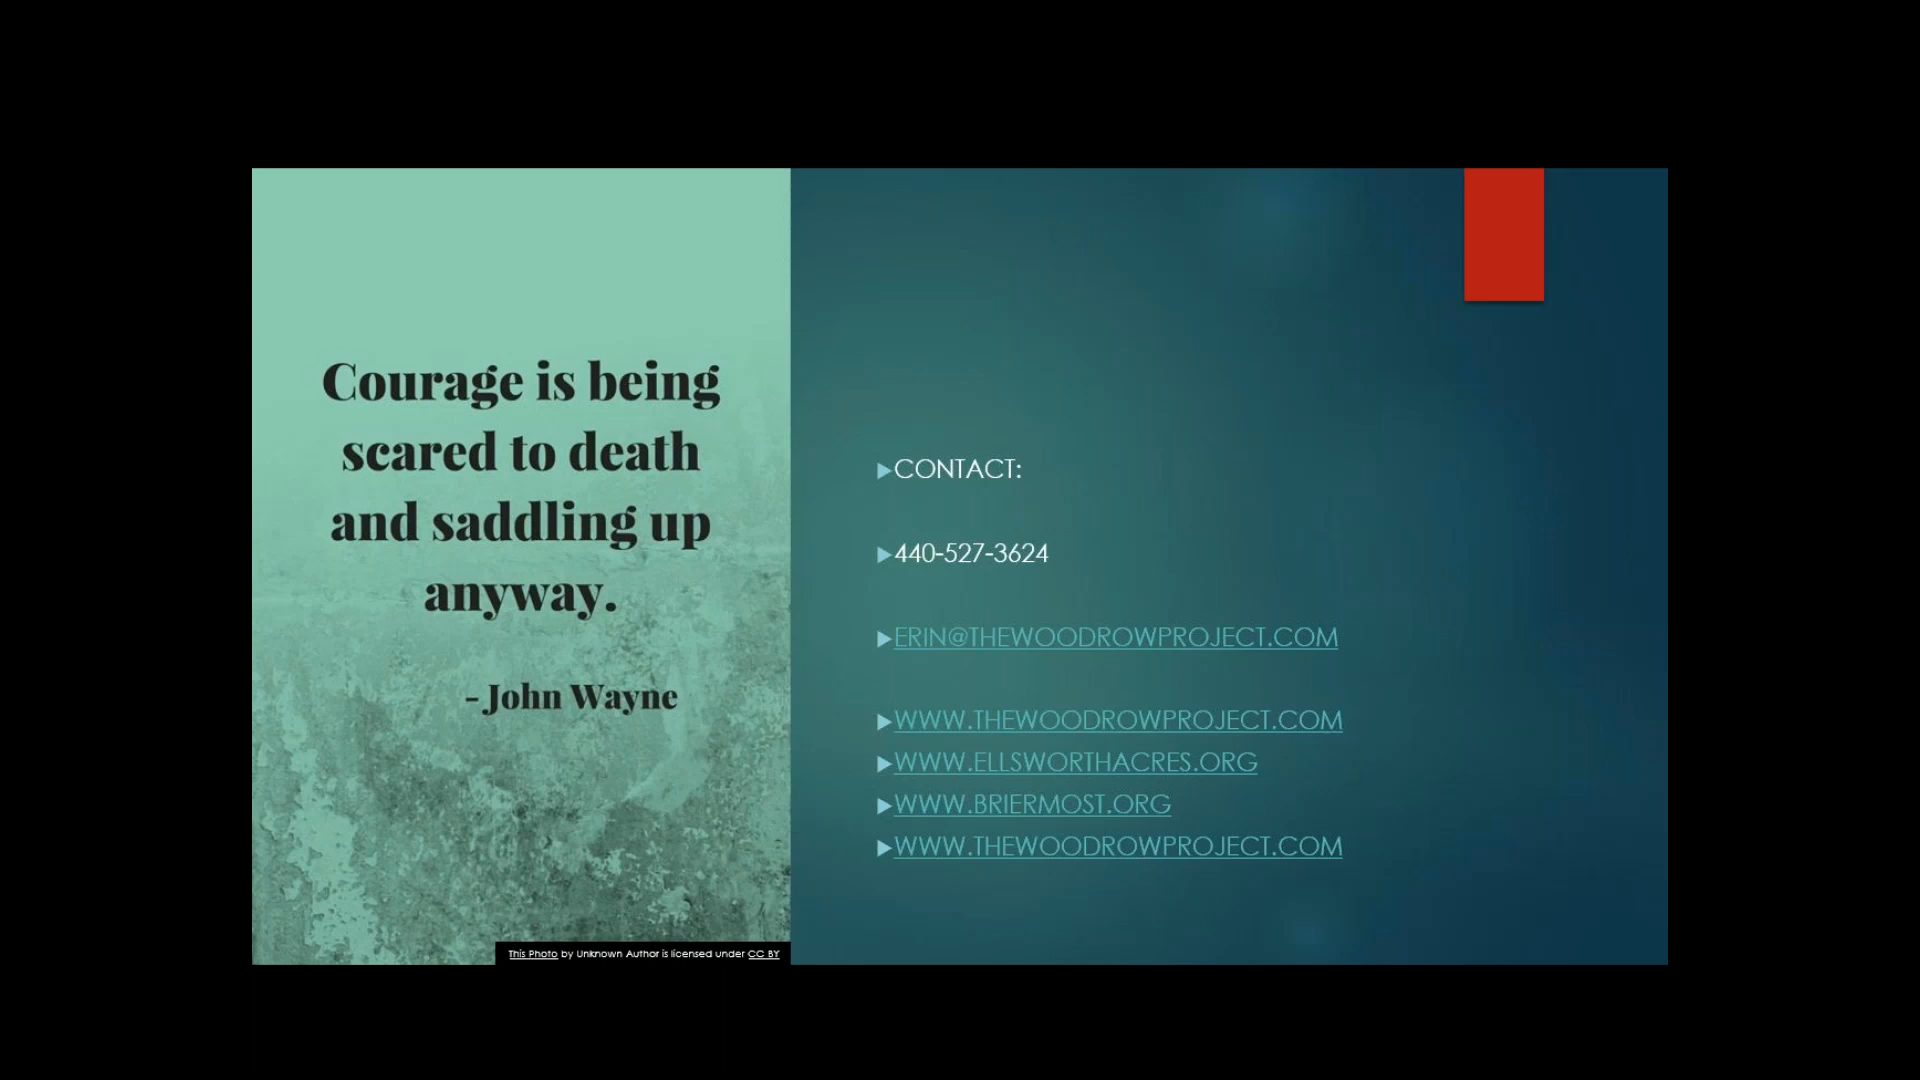 Courage is being
scared to death
and saddling up
anyway.
- John Wayne
This Photo by Unknown Author is licensed under CC BY
CONTACT:
440-527-3624
ERIN@THEWOODROWPROJECT.COM
WWW.THEWOODROWPROJECT.COM
WWW.ELLSWORTHACRES.ORG
WWW.BRIERMOST.ORG
WWW.THEWOODROWPROJECT.COM